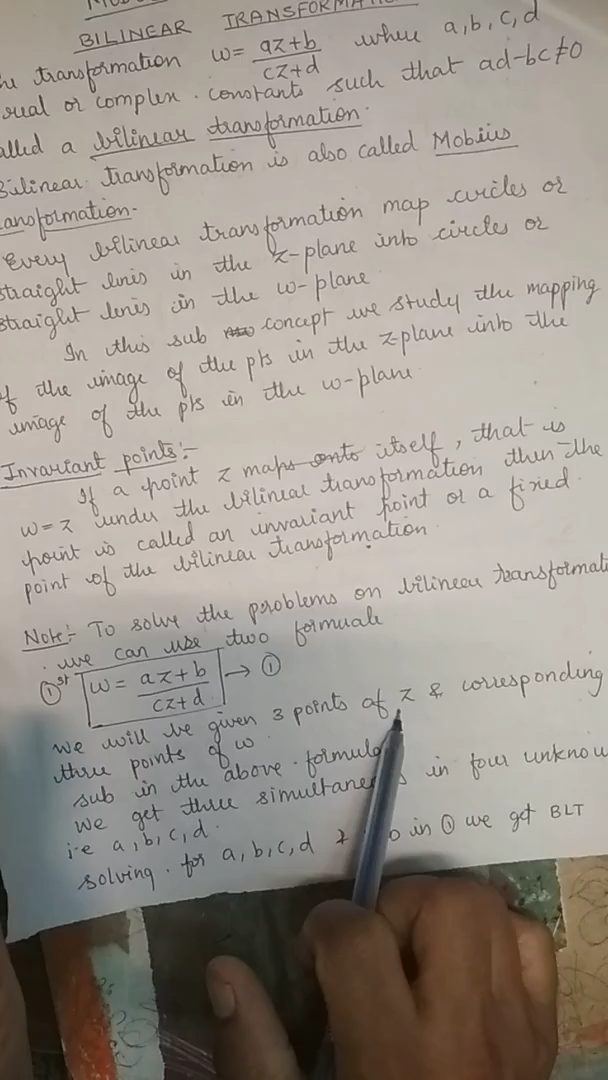 BILINEAR TRANSFORMATI
transformation w = az+b / cz+d where a, b, c, d
real or complex constants such that ad-bc≠0
alled a bilinear transformation.
Bilinear transformation is also called Mobius
ansformation.
Every bilinear transformation map circles or
straight lines in the z-plane into circles or
straight lines in the w-plane.
In this sub concept we study the mapping
of the image of the pts in the z-plane into the
image of the pts in the w-plane.
Invariant points:-
If a point z maps onto itself, that is
w=z under the bilinear transformation then the
point is called an invariant point or a fixed
point of the bilinear transformation.
Note:- To solve the problems on bilinear transformati
we can use two formuale
① st w = az+b / cz+d → ①
we will be given 3 points of z & corresponding
three points of w
sub in the above formula
We get three simultane in four unknow
i.e a, b, c, d.
solving for a, b, c, d in ① we get BLT